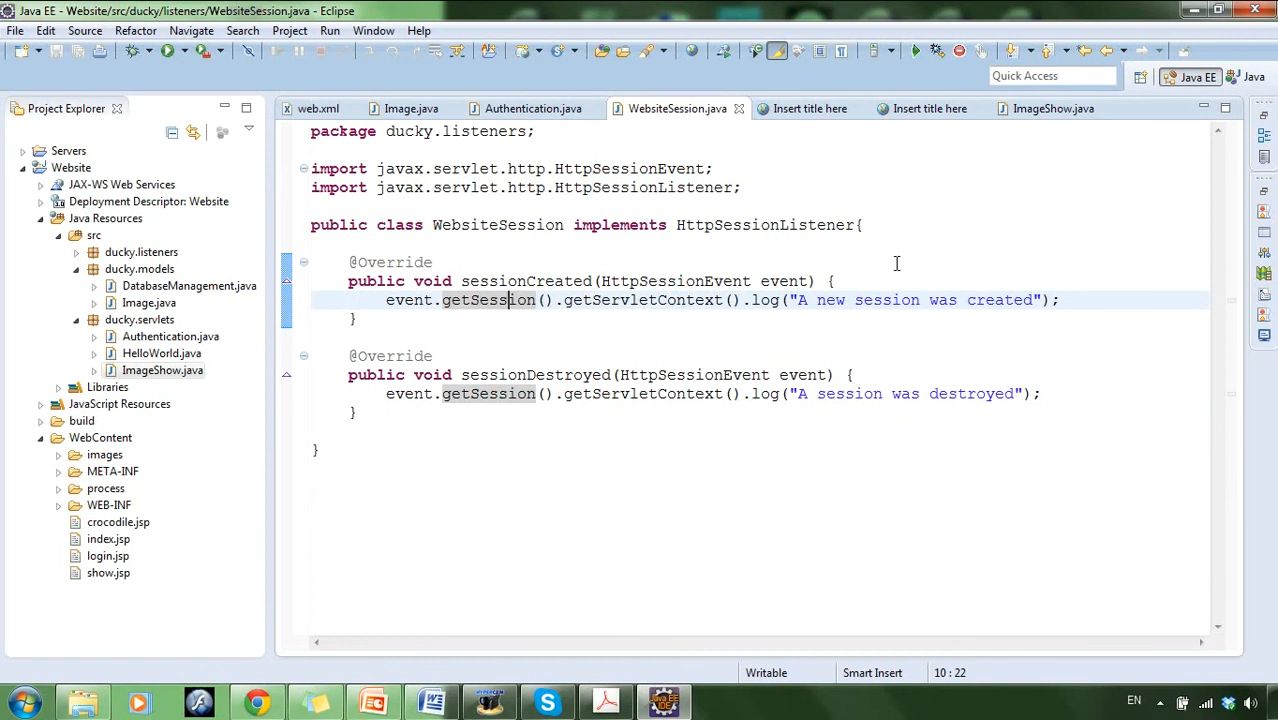 Java EE - Website/src/ducky/listeners/WebsiteSession.java - Eclipse
File Edit Source Refactor Navigate Search Project Run Window Help
Quick Access
Java EE
Java
Project Explorer
Servers
Website
JAX-WS Web Services
Deployment Descriptor: Website
Java Resources
src
ducky.listeners
ducky.models
DatabaseManagement.java
Image.java
ducky.servlets
Authentication.java
HelloWorld.java
ImageShow.java
Libraries
JavaScript Resources
build
WebContent
images
META-INF
process
WEB-INF
crocodile.jsp
index.jsp
login.jsp
show.jsp
web.xml Image.java Authentication.java WebsiteSession.java Insert title here Insert title here ImageShow.java
package ducky.listeners;
import javax.servlet.http.HttpSessionEvent;
import javax.servlet.http.HttpSessionListener;
public class WebsiteSession implements HttpSessionListener{
@Override
public void sessionCreated(HttpSessionEvent event) {
event.getSession().getServletContext().log("A new session was created");
}
@Override
public void sessionDestroyed(HttpSessionEvent event) {
event.getSession().getServletContext().log("A session was destroyed");
}
}
Writable Smart Insert 10 : 22
HYPERCAM
Java EE
IDE
EN